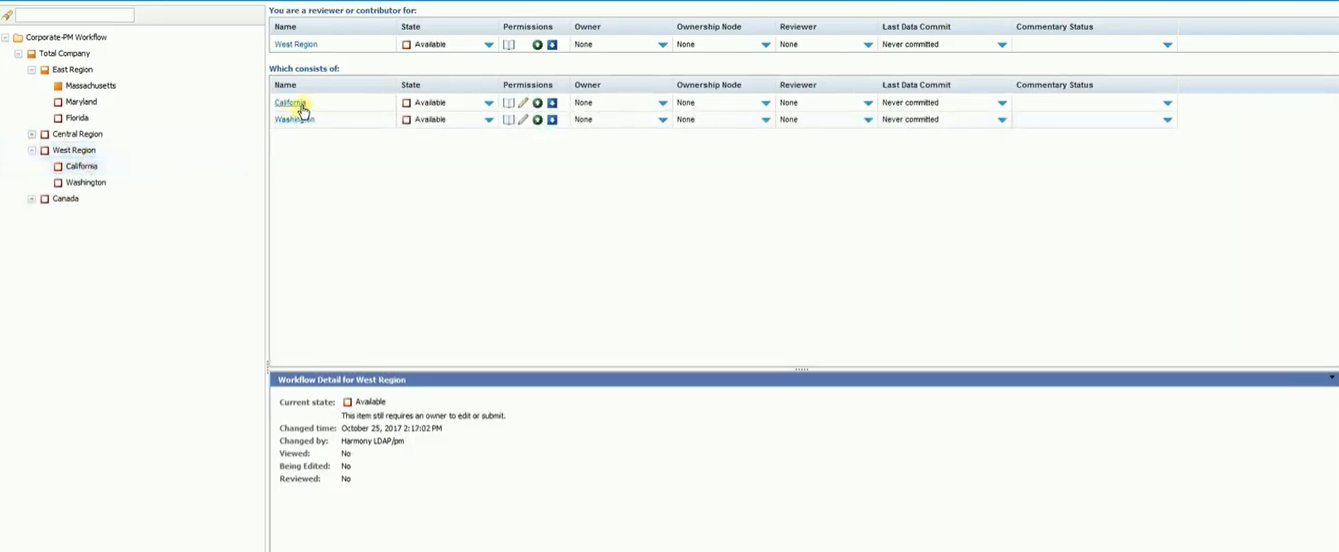 Corporate-PM Workflow
Total Company
East Region
Massachusetts
Maryland
Florida
Central Region
West Region
California
Washington
Canada
You are a reviewer or contributor for:
Name State Permissions Owner Ownership Node Reviewer Last Data Commit Commentary Status
West Region Available None None None Never committed
Which consists of:
Name State Permissions Owner Ownership Node Reviewer Last Data Commit Commentary Status
California Available None None None Never committed
Washington Available None None None Never committed
Workflow Detail for West Region
Current state: Available
This item still requires an owner to edit or submit.
Changed time: October 25, 2017 2:17:02 PM
Changed by: Harmony LDAP/pm
Viewed: No
Being Edited: No
Reviewed: No